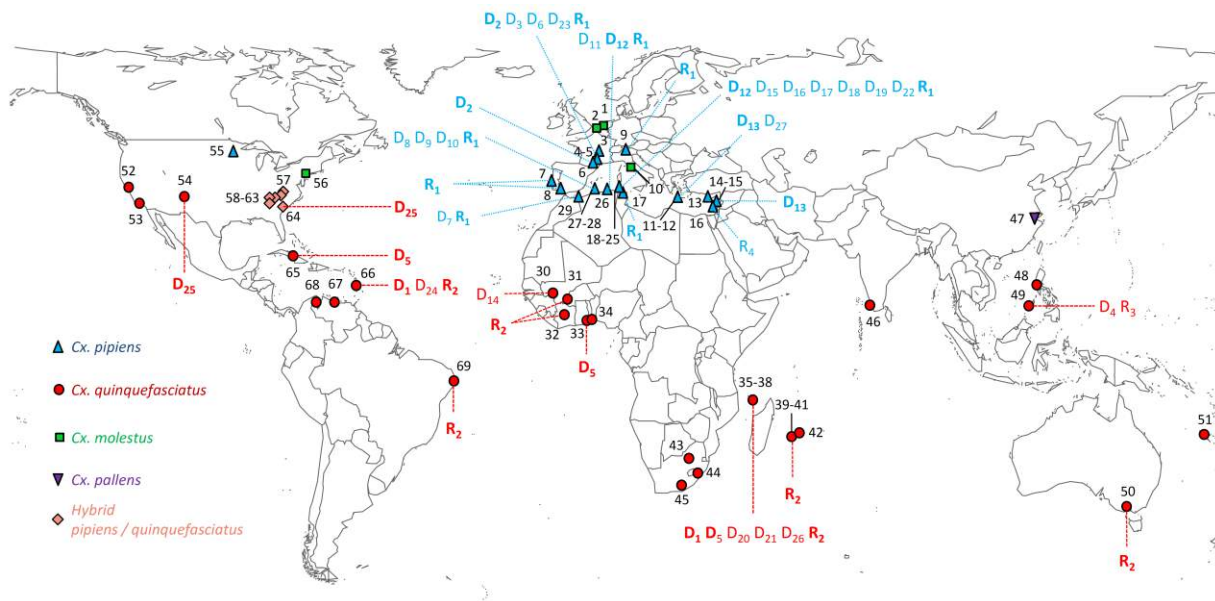 D2 D3 D6 D23 R1
D11 D12 R1
R1
D12 D15 D16 D17 D18 D19 D22 R1
D2
D13 D27
D8 D9 D10 R1
1
2
3
4-5
9
55
6
7
10
14-15
52
54
57
56
R1
8
26
17
13
D13
47
58-63
53
64
D25
D7 R1
29
27-28
18-25
R1
11-12
16
R4
D5
65
66
30
31
48
D25
68
67
D1 D24 R2
D14
49
D4 R3
R2
32
33
34
46
Cx. pipiens
D5
69
Cx. quinquefasciatus
35-38
39-41
42
51
R2
Cx. molestus
43
44
Cx. pallens
45
R2
50
Hybrid
pipiens / quinquefasciatus
D1 D5 D20 D21 D26 R2
R2